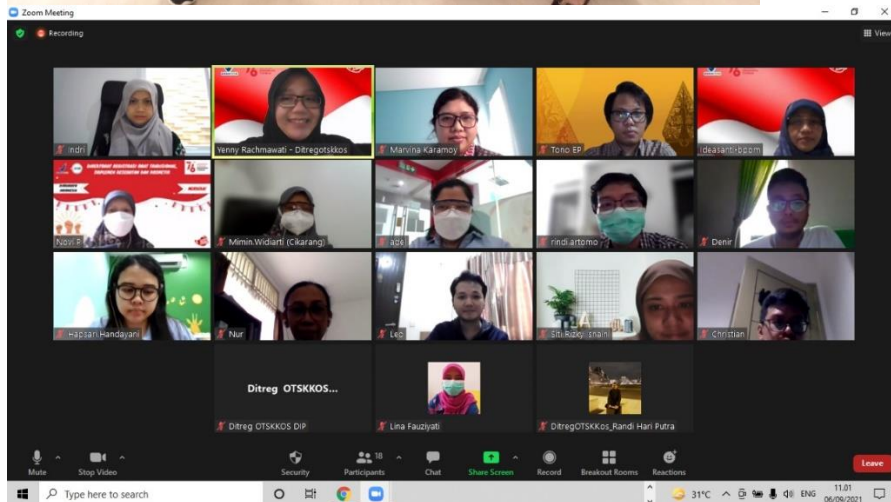 Zoom Meeting
Recording
View
Indri
Yenny Rachmawati - Ditregotskkos
Marvina Karamoy
Tono EP
Ideasanti-bpom
Novi R
Mimin Widiarti (Cikarang)
ade
rindi artomo
Denir
Hapsari Handayani
Nur
Leo
Christian
Ditreg OTSKKOS...
Ditreg OTSKKOS DIP
Lina Fauziyati
DitregOTSKKos_Randi Hari Putra
Mute
Stop Video
Security
Participants
18
Chat
Share Screen
Record
Breakout Rooms
Reactions
Leave
Type here to search
31°C
ENG
11.01
06/09/2021